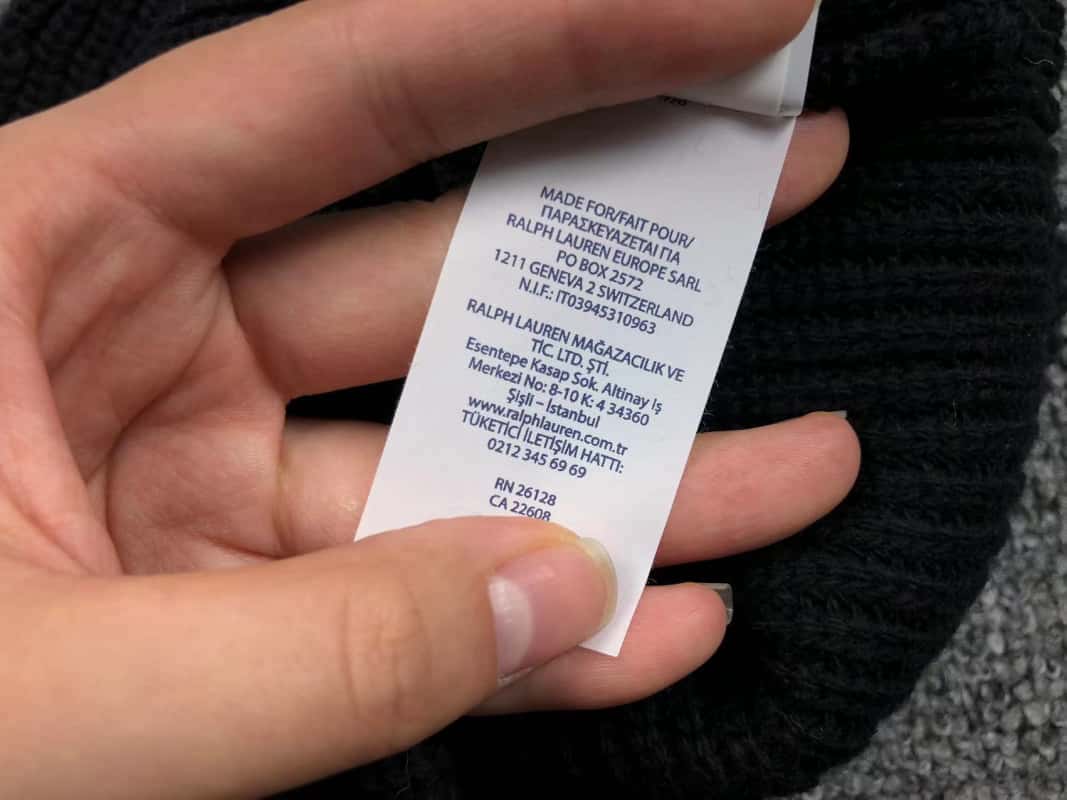 MADE FOR/FAIT POUR/
ΠΑΡΑΣΚΕΥΑΖΕΤΑΙ ΓΙΑ
RALPH LAUREN EUROPE SARL
PO BOX 2572
1211 GENEVA 2 SWITZERLAND
N.I.F.: IT03945310963
RALPH LAUREN MAĞAZACILIK VE
TİC. LTD. ŞTİ.
Esentepe Kasap Sok. Altinay Iş
Merkezi No: 8-10 K: 4 34360
Şişli – İstanbul
www.ralphlauren.com.tr
TÜKETİCİ İLETİŞİM HATTI:
0212 345 69 69
RN 26128
CA 22608